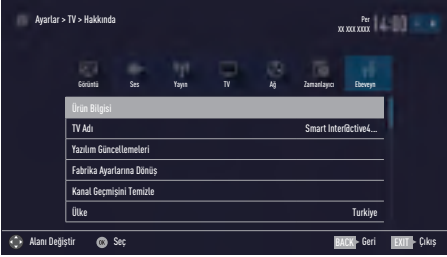 Ayarlar > TV > Hakkında
Per
xx xxx xxxx
14:00
Görüntü Ses Yayın TV Ağ Zamanlayıcı Ebeveyn
Ürün Bilgisi
TV Adı Smart Inter@ctive4...
Yazılım Güncellemeleri
Fabrika Ayarlarına Dönüş
Kanal Geçmişini Temizle
Ülke Turkiye
Alanı Değiştir OK Seç BACK Geri EXIT Çıkış